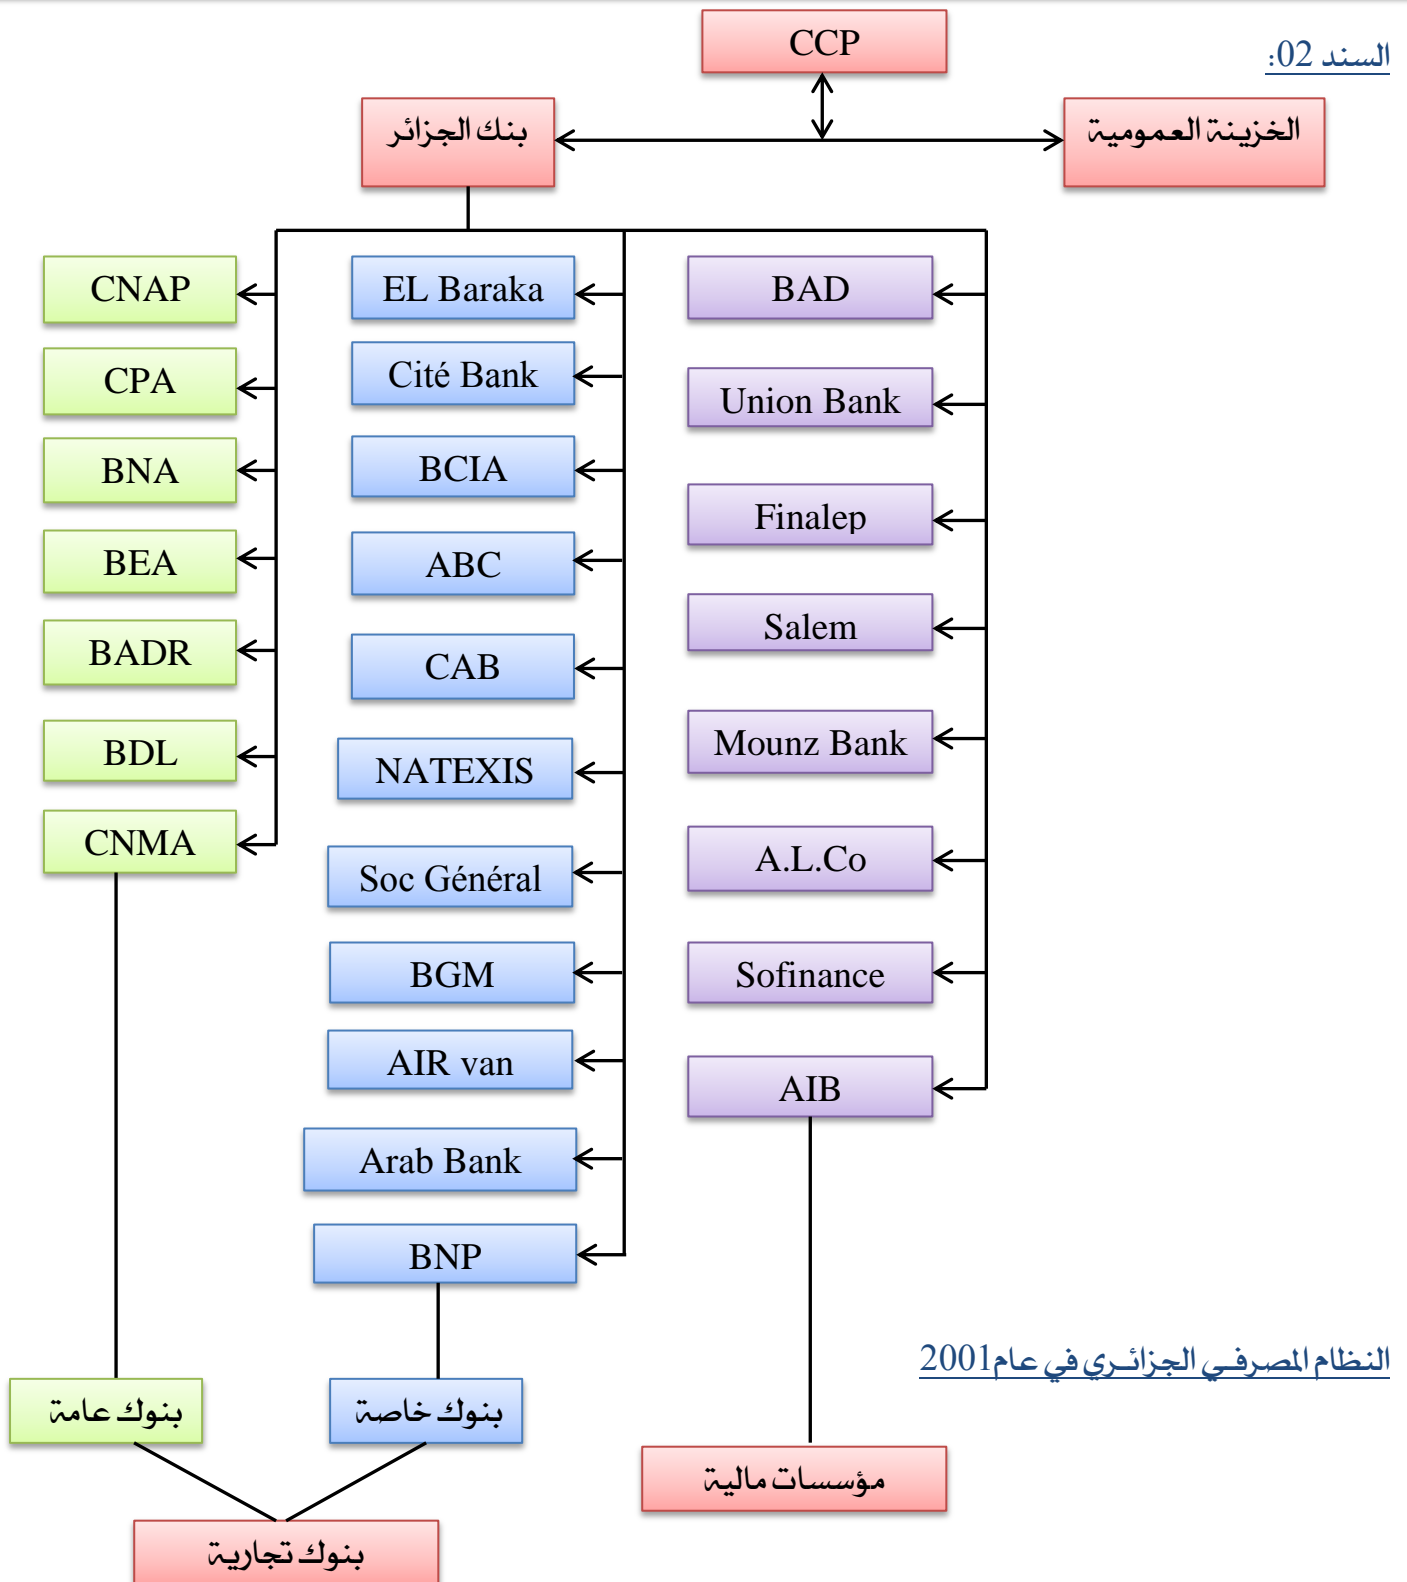 CCP
السند 02:
بنك الجزائر
الخزينة العمومية
CNAP
EL Baraka
BAD
CPA
Cité Bank
Union Bank
BNA
BCIA
Finalep
BEA
ABC
Salem
BADR
CAB
Mounz Bank
BDL
NATEXIS
A.L.Co
CNMA
Soc Général
Sofinance
BGM
AIR van
AIB
Arab Bank
BNP
النظام المصرفي الجزائري في عام2001
بنوك عامة
بنوك خاصة
مؤسسات مالية
بنوك تجارية